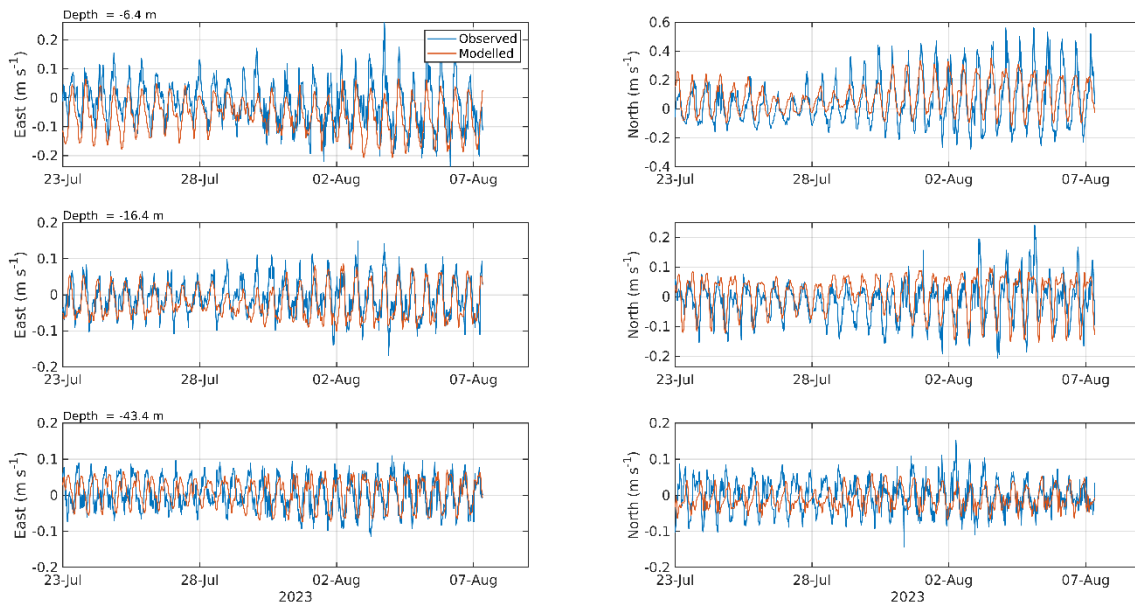 Depth = -6.4 m
0.2
0.1
0
-0.1
-0.2
East (m s-1)
Observed
Modelled
23-Jul 28-Jul 02-Aug 07-Aug
0.6
0.4
0.2
0
-0.2
-0.4
North (m s-1)
23-Jul 28-Jul 02-Aug 07-Aug
Depth = -16.4 m
0.2
0.1
0
-0.1
-0.2
East (m s-1)
23-Jul 28-Jul 02-Aug 07-Aug
0.2
0.1
0
-0.1
-0.2
North (m s-1)
23-Jul 28-Jul 02-Aug 07-Aug
Depth = -43.4 m
0.2
0.1
0
-0.1
-0.2
East (m s-1)
23-Jul 28-Jul 02-Aug 07-Aug
2023
0.2
0.1
0
-0.1
-0.2
North (m s-1)
23-Jul 28-Jul 02-Aug 07-Aug
2023